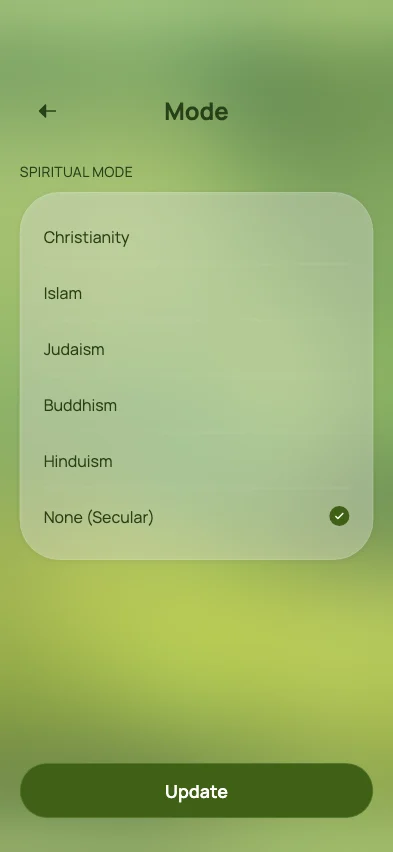 Mode
SPIRITUAL MODE
Christianity
Islam
Judaism
Buddhism
Hinduism
None (Secular)
Update